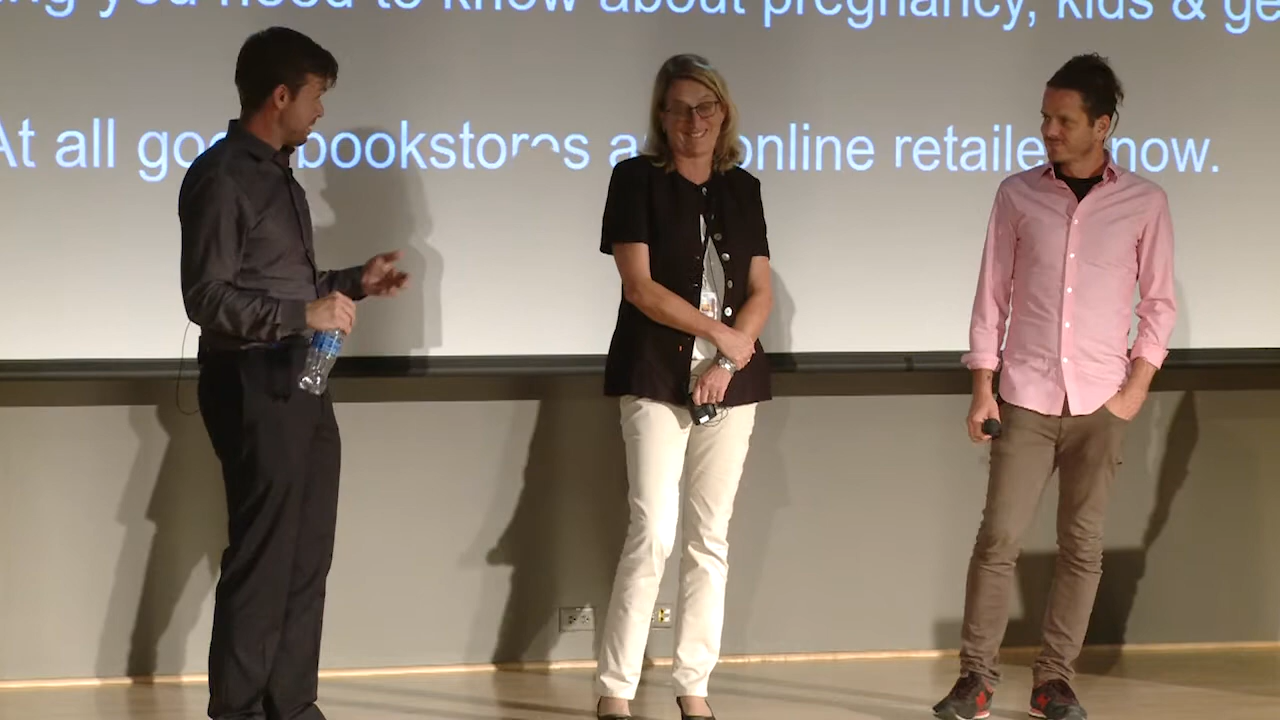 you need to know about pregnancy, kids &
At all bookstores online now.